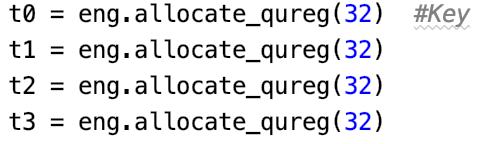 t0 = eng.allocate_qureg(32)  #Key
t1 = eng.allocate_qureg(32)
t2 = eng.allocate_qureg(32)
t3 = eng.allocate_qureg(32)